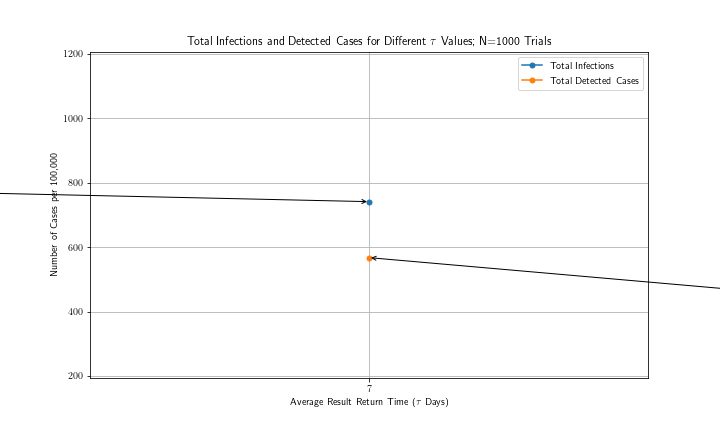 Total Infections and Detected Cases for Different τ Values; N=1000 Trials
1200
1000
800
600
400
200
Number of Cases per 100,000
Total Infections
Total Detected Cases
7
Average Result Return Time (τ Days)